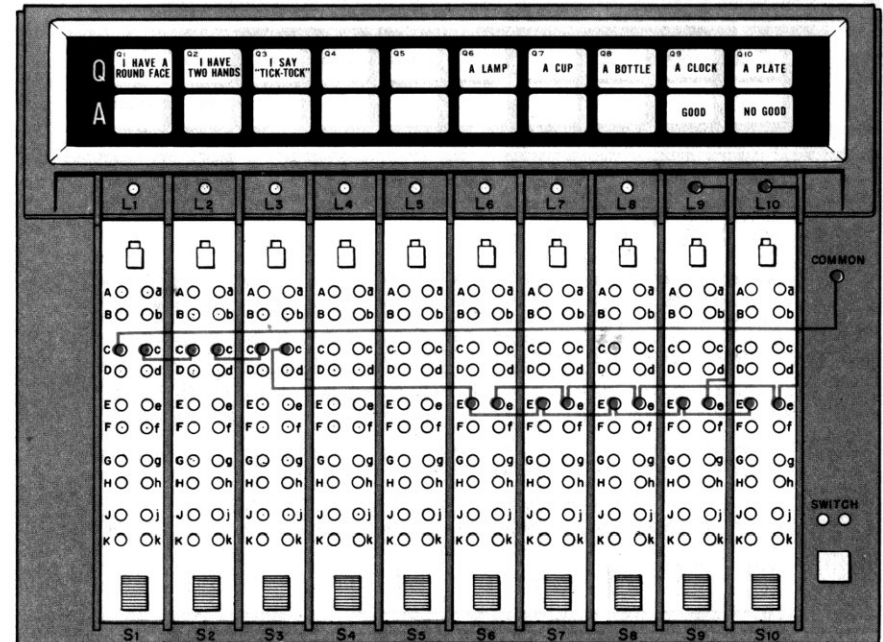 Q
Q1 I HAVE A ROUND FACE
Q2 I HAVE TWO HANDS
Q3 I SAY "TICK-TOCK"
Q4
Q5
Q6 A LAMP
Q7 A CUP
Q8 A BOTTLE
Q9 A CLOCK
Q10 A PLATE
A
GOOD
NO GOOD
L1 L2 L3 L4 L5 L6 L7 L8 L9 L10
COMMON
A a A a A a A a A a A a A a A a A a A a
B b B b B b B b B b B b B b B b B b B b
C c C c C c C c C c C c C c C c C c C c
D d D d D d D d D d D d D d D d D d D d
E e E e E e E e E e E e E e E e E e E e
F f F f F f F f F f F f F f F f F f F f
G g G g G g G g G g G g G g G g G g G g
H h H h H h H h H h H h H h H h H h H h
SWITCH
J j J j J j J j J j J j J j J j J j J j
K k K k K k K k K k K k K k K k K k K k
S1 S2 S3 S4 S5 S6 S7 S8 S9 S10